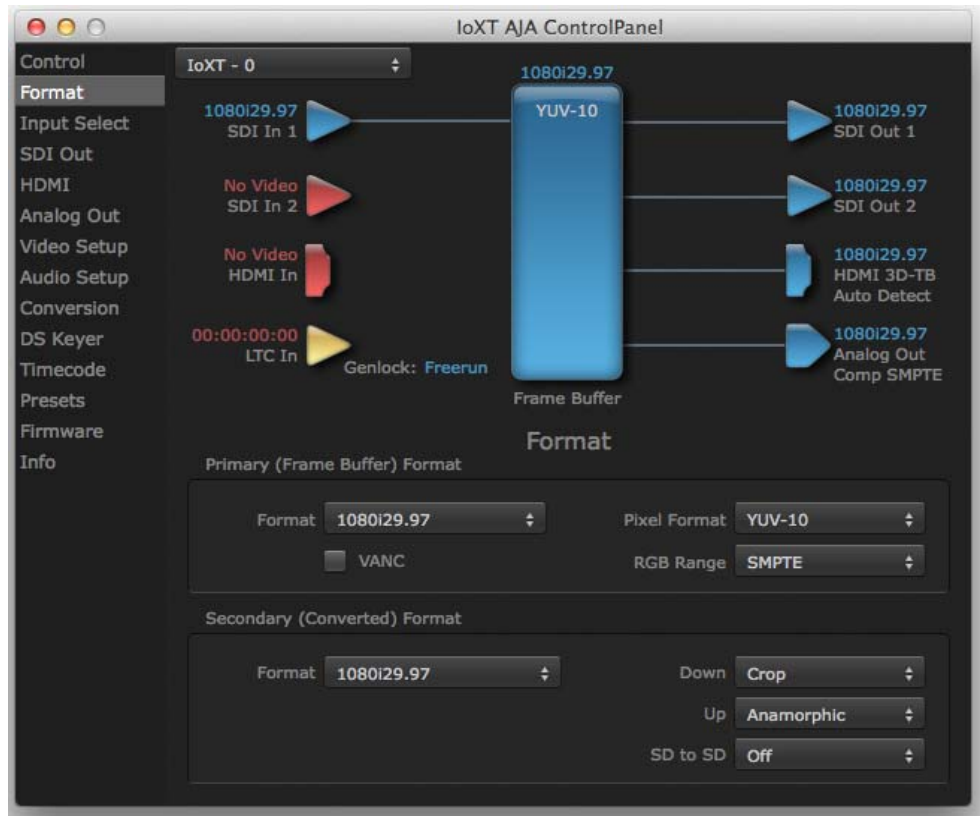 IoXT AJA ControlPanel
Control
Format
Input Select
SDI Out
HDMI
Analog Out
Video Setup
Audio Setup
Conversion
DS Keyer
Timecode
Presets
Firmware
Info
IoXT - 0
1080i29.97
YUV-10
1080i29.97
SDI In 1
No Video
SDI In 2
No Video
HDMI In
00:00:00:00
LTC In
Genlock: Freerun
Frame Buffer
1080i29.97
SDI Out 1
1080i29.97
SDI Out 2
1080i29.97
HDMI 3D-TB
Auto Detect
1080i29.97
Analog Out
Comp SMPTE
Format
Primary (Frame Buffer) Format
Format 1080i29.97 Pixel Format YUV-10
VANC RGB Range SMPTE
Secondary (Converted) Format
Format 1080i29.97 Down Crop
Up Anamorphic
SD to SD Off